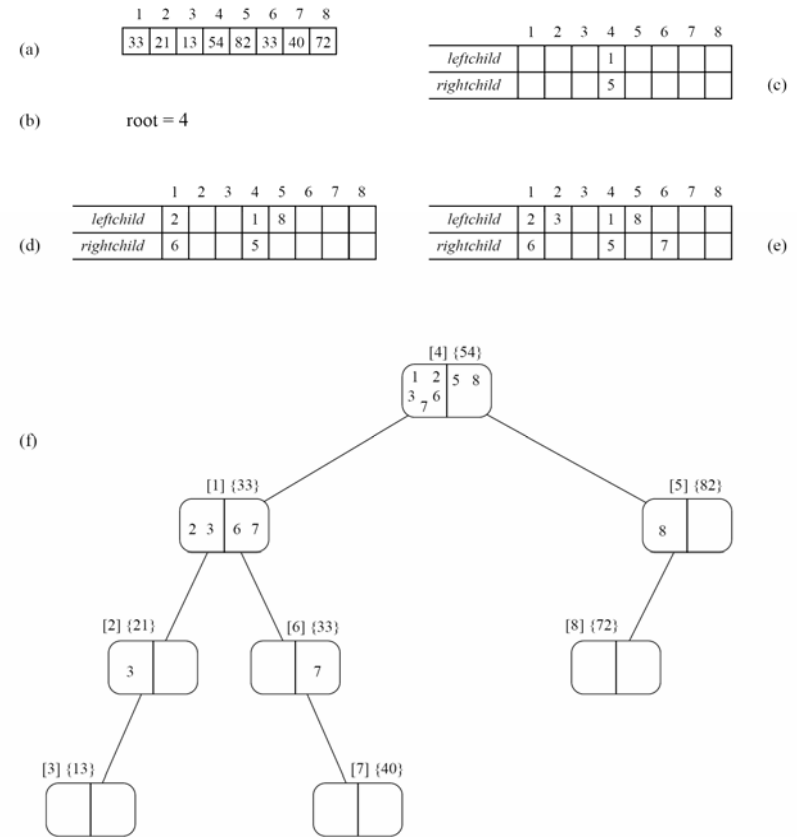 1 2 3 4 5 6 7 8
(a) 33 21 13 54 82 33 40 72
1 2 3 4 5 6 7 8
leftchild 1
rightchild 5 (c)
(b) root = 4
1 2 3 4 5 6 7 8
leftchild 2 1 8
(d) rightchild 6 5
1 2 3 4 5 6 7 8
leftchild 2 3 1 8
rightchild 6 5 7 (e)
(f)
[4] {54}
1 2 5 8
3 6
7
[1] {33} [5] {82}
2 3 6 7 8
[2] {21} [6] {33} [8] {72}
3 7
[3] {13} [7] {40}